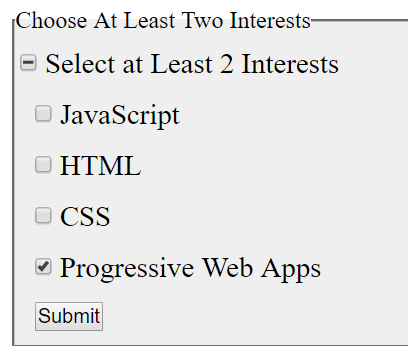 Choose At Least Two Interests
Select at Least 2 Interests
JavaScript
HTML
CSS
Progressive Web Apps
Submit